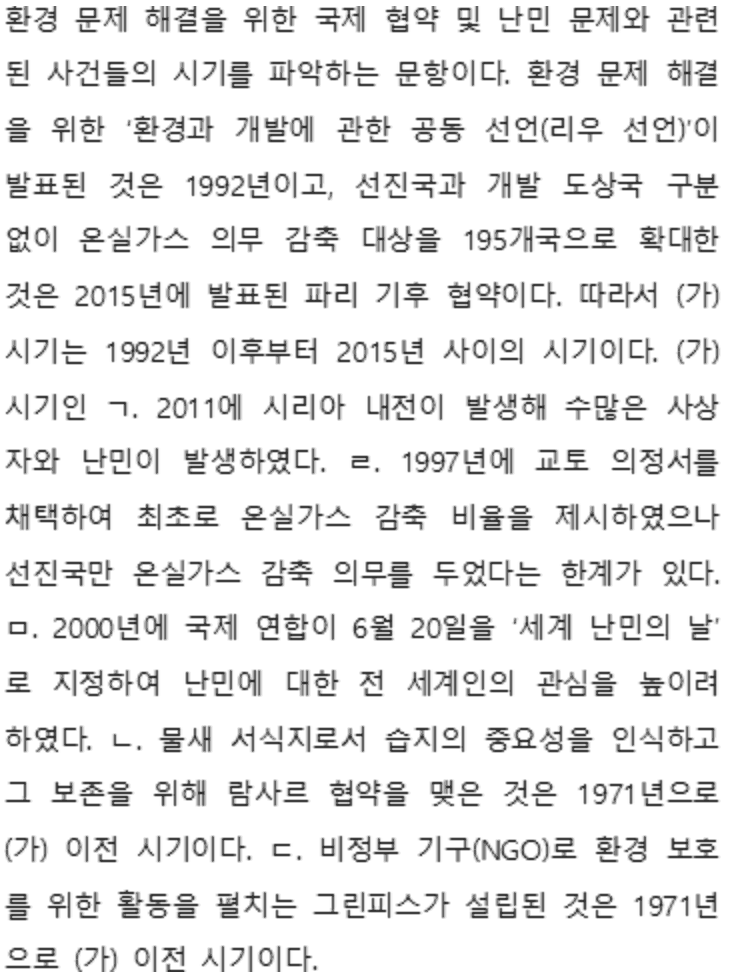 환경 문제 해결을 위한 국제 협약 및 난민 문제와 관련
된 사건들의 시기를 파악하는 문항이다. 환경 문제 해결
을 위한 ‘환경과 개발에 관한 공동 선언(리우 선언)’이
발표된 것은 1992년이고, 선진국과 개발 도상국 구분
없이 온실가스 의무 감축 대상을 195개국으로 확대한
것은 2015년에 발표된 파리 기후 협약이다. 따라서 (가)
시기는 1992년 이후부터 2015년 사이의 시기이다. (가)
시기인 ㄱ. 2011에 시리아 내전이 발생해 수많은 사상
자와 난민이 발생하였다. ㄹ. 1997년에 교토 의정서를
채택하여 최초로 온실가스 감축 비율을 제시하였으나
선진국만 온실가스 감축 의무를 두었다는 한계가 있다.
ㅁ. 2000년에 국제 연합이 6월 20일을 ‘세계 난민의 날’
로 지정하여 난민에 대한 전 세계인의 관심을 높이려
하였다. ㄴ. 물새 서식지로서 습지의 중요성을 인식하고
그 보존을 위해 람사르 협약을 맺은 것은 1971년으로
(가) 이전 시기이다. ㄷ. 비정부 기구(NGO)로 환경 보호
를 위한 활동을 펼치는 그린피스가 설립된 것은 1971년
으로 (가) 이전 시기이다.